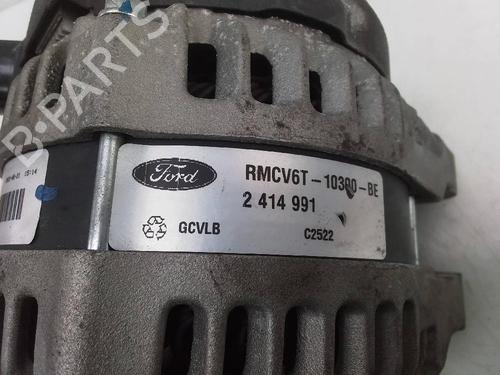 B-PARTS
Ford
RMCV6T-10300-BE
2 414 991
GCVLB
C2522